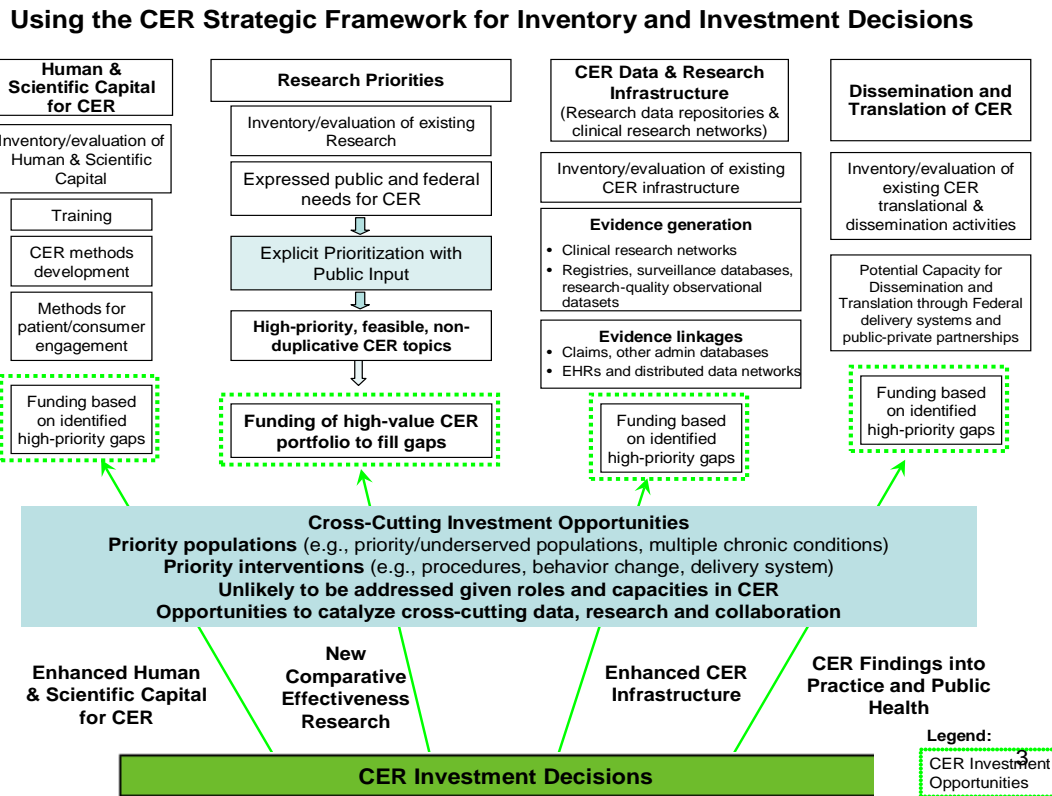 Using the CER Strategic Framework for Inventory and Investment Decisions
Human &
Scientific Capital
for CER
Inventory/evaluation of
Human & Scientific
Capital
Training
CER methods
development
Methods for
patient/consumer
engagement
Funding based
on identified
high-priority gaps
Research Priorities
Inventory/evaluation of existing
Research
Expressed public and federal
needs for CER
Explicit Prioritization with
Public Input
High-priority, feasible, non-
duplicative CER topics
Funding of high-value CER
portfolio to fill gaps
CER Data & Research
Infrastructure
(Research data repositories &
clinical research networks)
Inventory/evaluation of existing
CER infrastructure
Evidence generation
• Clinical research networks
• Registries, surveillance databases,
research-quality observational
datasets
Evidence linkages
• Claims, other admin databases
• EHRs and distributed data networks
Funding based
on identified
high-priority gaps
Dissemination and
Translation of CER
Inventory/evaluation of
existing CER
translational &
dissemination activities
Potential Capacity for
Dissemination and
Translation through Federal
delivery systems and
public-private partnerships
Funding based
on identified
high-priority gaps
Cross-Cutting Investment Opportunities
Priority populations (e.g., priority/underserved populations, multiple chronic conditions)
Priority interventions (e.g., procedures, behavior change, delivery system)
Unlikely to be addressed given roles and capacities in CER
Opportunities to catalyze cross-cutting data, research and collaboration
Enhanced Human
& Scientific Capital
for CER
New
Comparative
Effectiveness
Research
Enhanced CER
Infrastructure
CER Findings into
Practice and Public
Health
CER Investment Decisions
Legend:
CER Investment
Opportunities
3